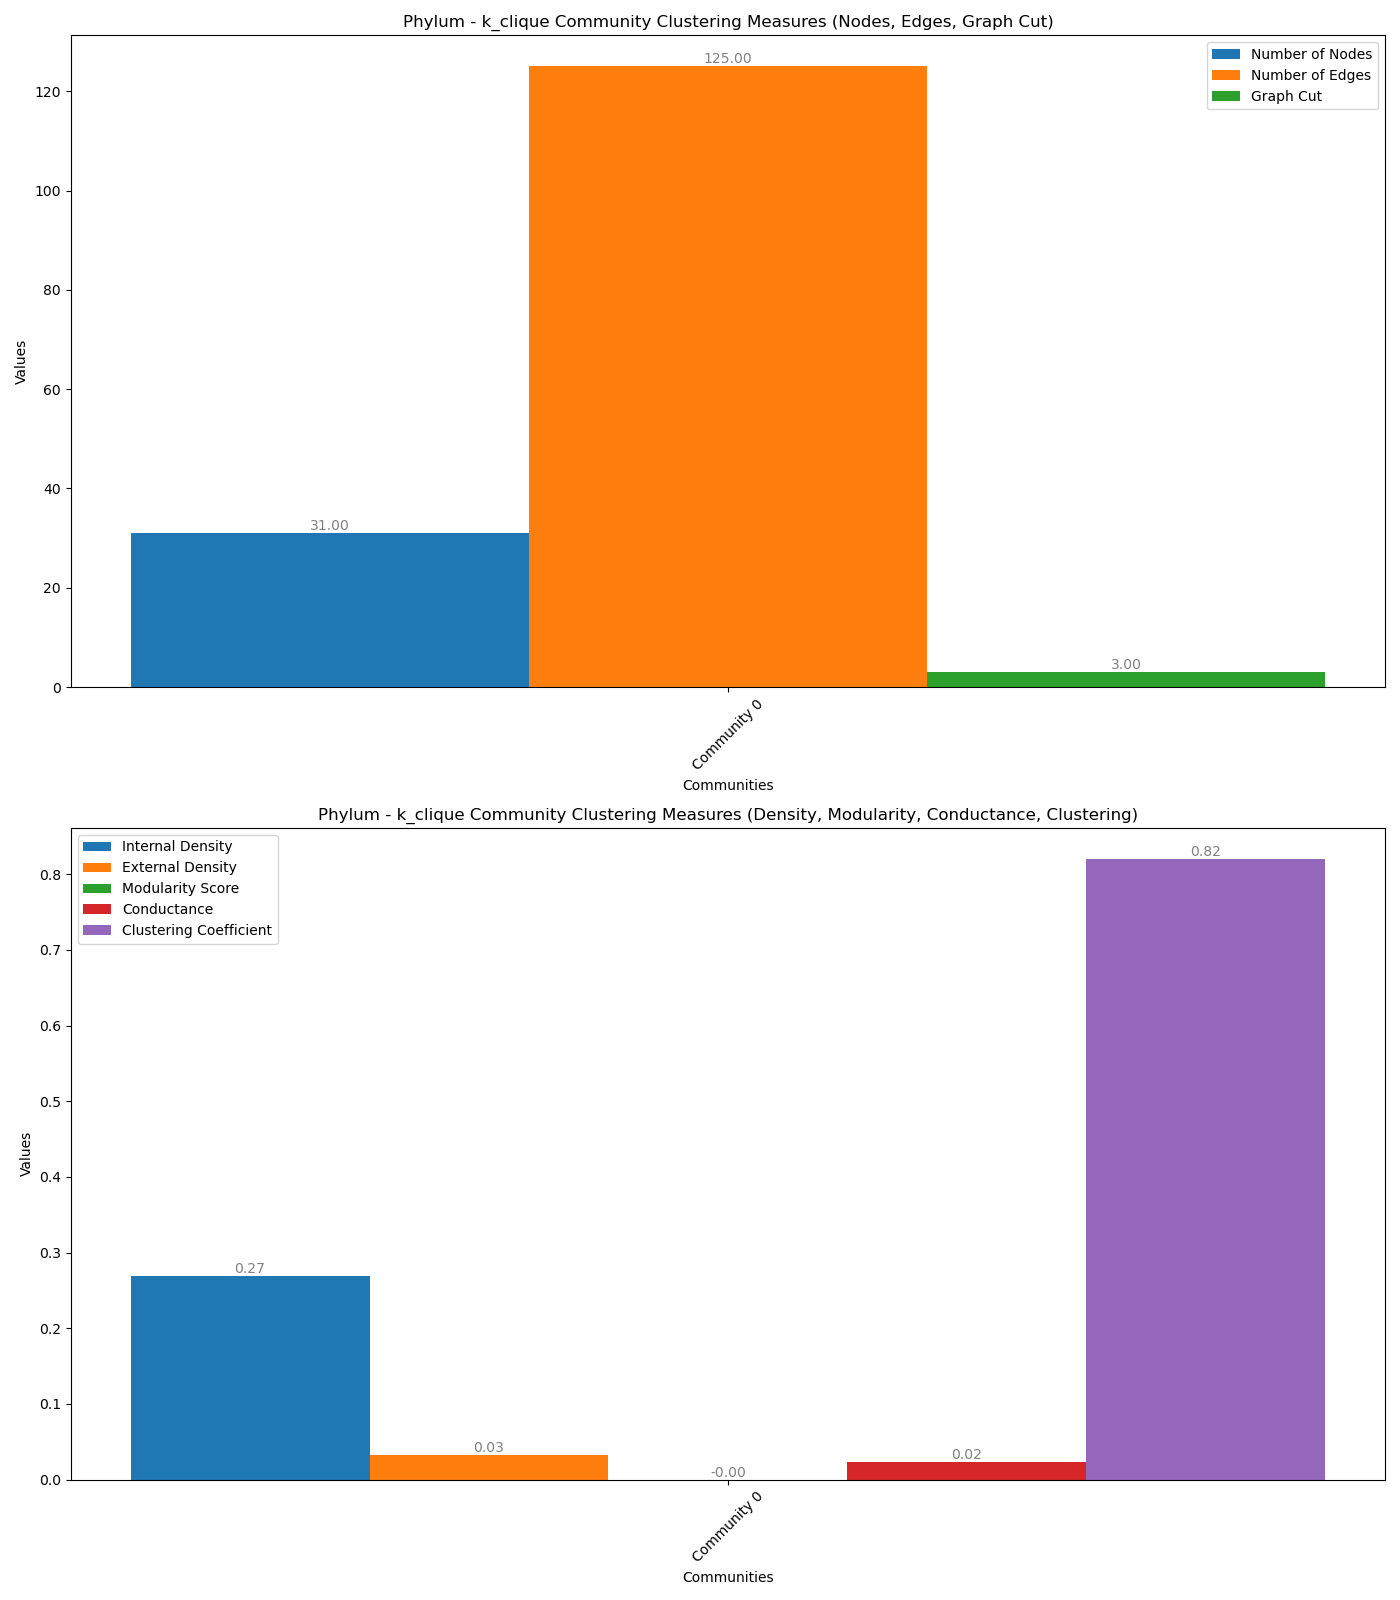 Phylum - k_clique Community Clustering Measures (Nodes, Edges, Graph Cut)
Number of Nodes
Number of Edges
Graph Cut
125.00
31.00
3.00
120
100
80
60
40
20
0
Values
Community 0
Communities
Phylum - k_clique Community Clustering Measures (Density, Modularity, Conductance, Clustering)
Internal Density
External Density
Modularity Score
Conductance
Clustering Coefficient
0.82
0.27
0.03
-0.00
0.02
0.8
0.7
0.6
0.5
0.4
0.3
0.2
0.1
0.0
Values
Community 0
Communities